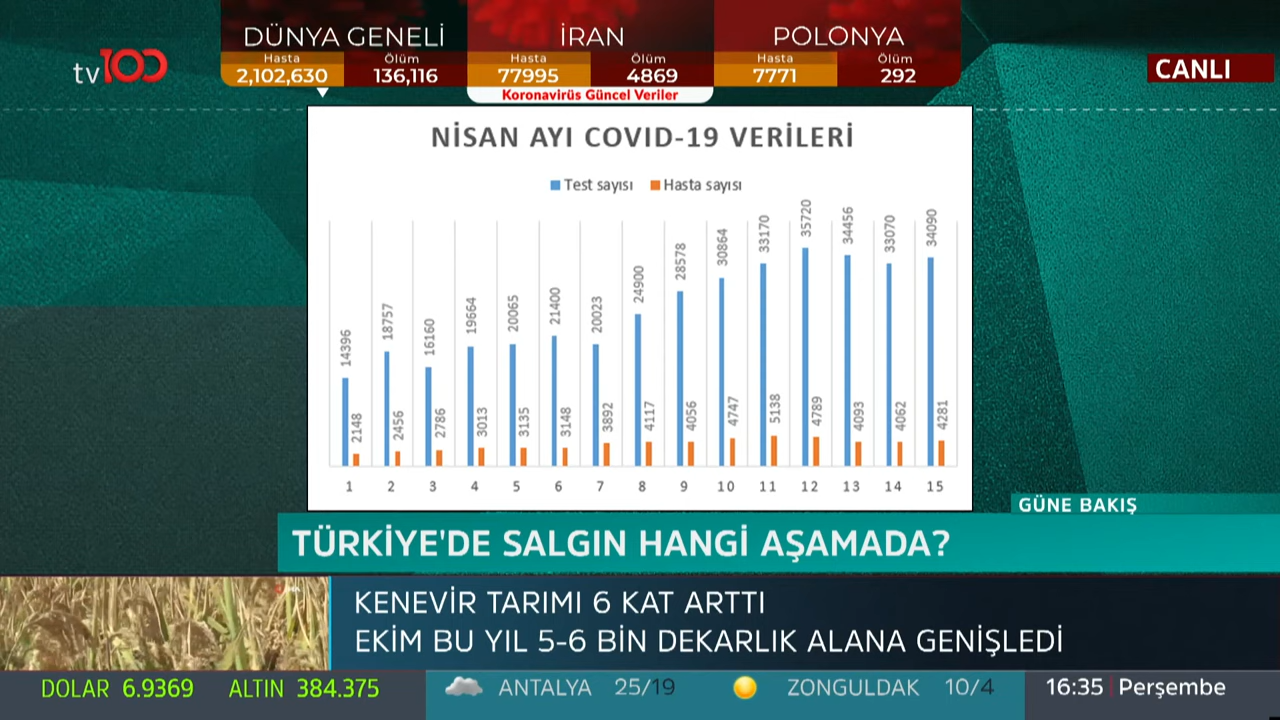 tv100
DÜNYA GENELİ
Hasta Ölüm
2,102,630 136,116
İRAN
Hasta Ölüm
77995 4869
POLONYA
Hasta Ölüm
7771 292
Koronavirüs Güncel Veriler
CANLI
NİSAN AYI COVID-19 VERİLERİ
Test sayısı Hasta sayısı
14396 18757 16160 19664 20065 21400 20023 24900 28578 30864 33170 35720 34456 33070 34090
2148 2456 2786 3013 3135 3148 3892 4117 4056 4747 5138 4789 4093 4062 4281
1 2 3 4 5 6 7 8 9 10 11 12 13 14 15
GÜNE BAKIŞ
TÜRKİYE'DE SALGIN HANGİ AŞAMADA?
KENEVİR TARIMI 6 KAT ARTTI
EKİM BU YIL 5-6 BİN DEKARLIK ALANA GENİŞLEDİ
DOLAR 6.9369 ALTIN 384.375 ANTALYA 25/19 ZONGULDAK 10/4 16:35 Perşembe